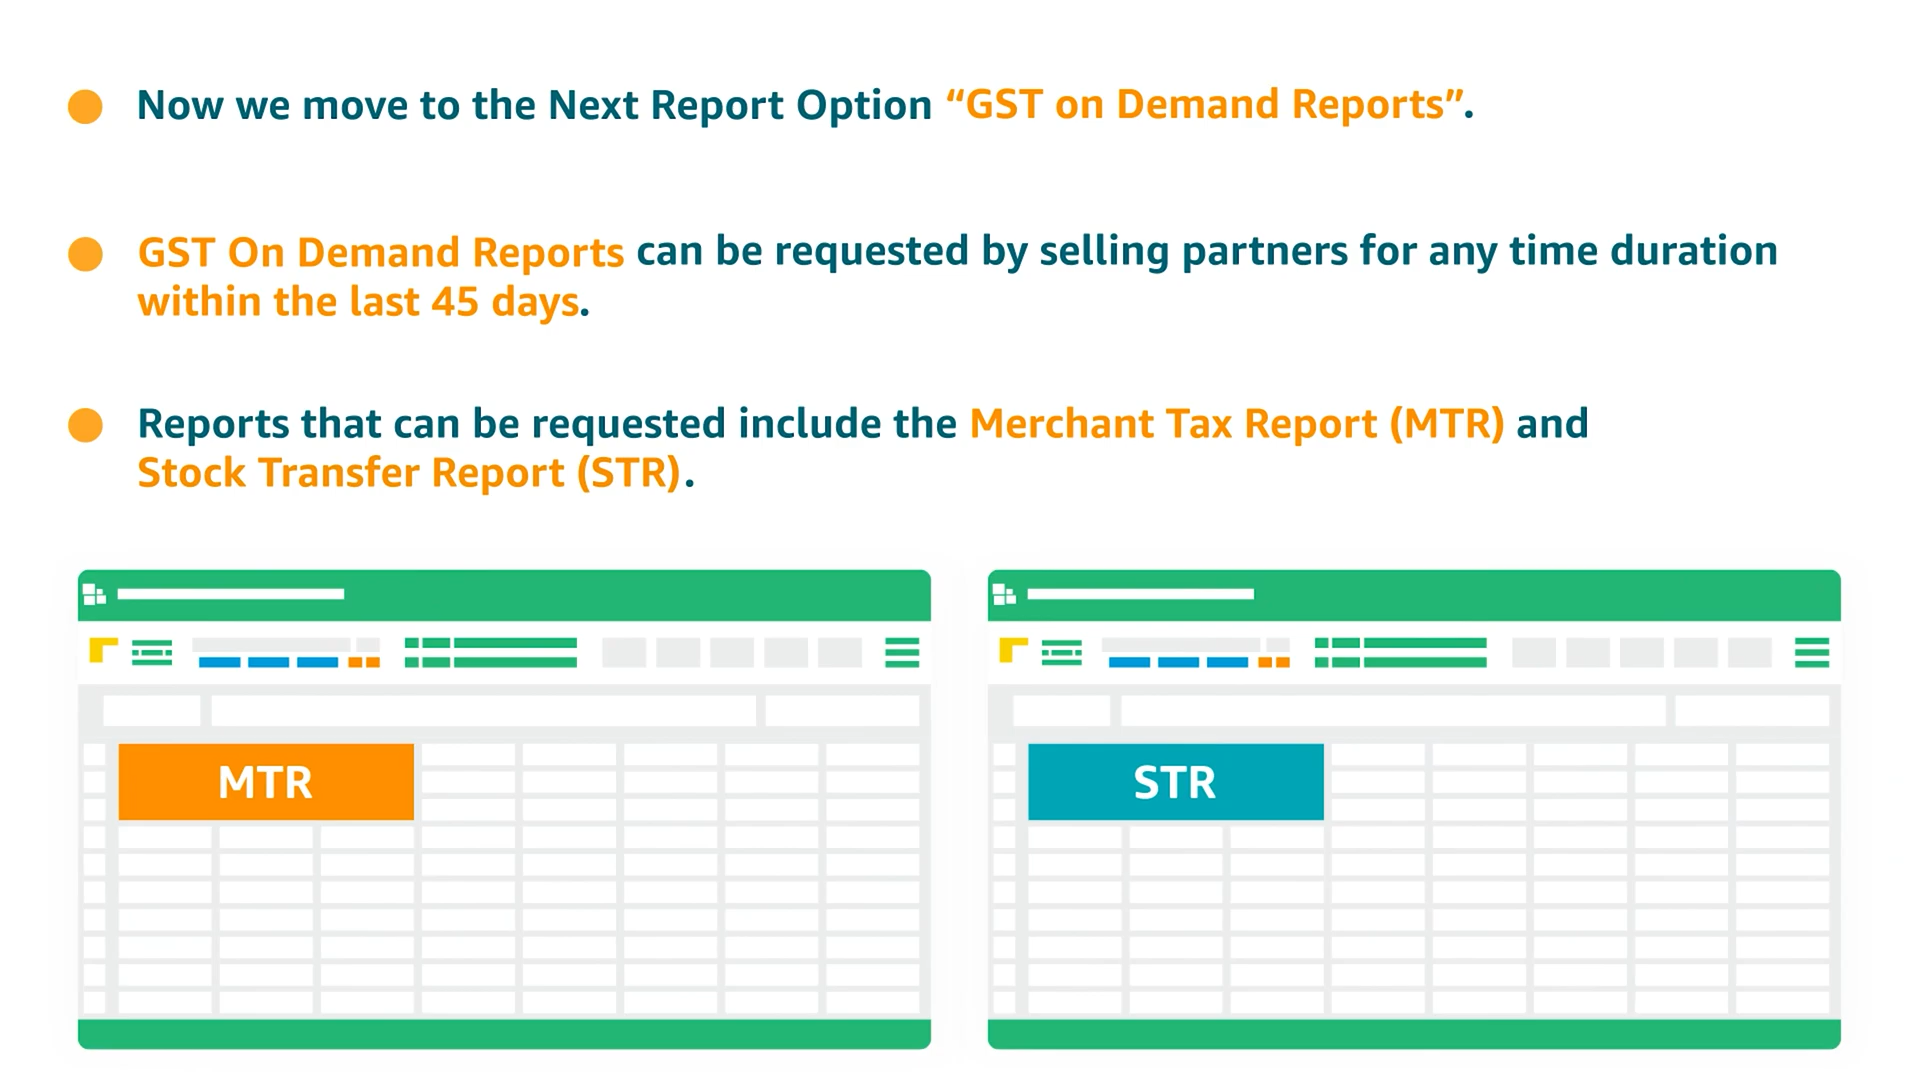 Now we move to the Next Report Option “GST on Demand Reports”.
GST On Demand Reports can be requested by selling partners for any time duration
within the last 45 days.
Reports that can be requested include the Merchant Tax Report (MTR) and
Stock Transfer Report (STR).
MTR
STR